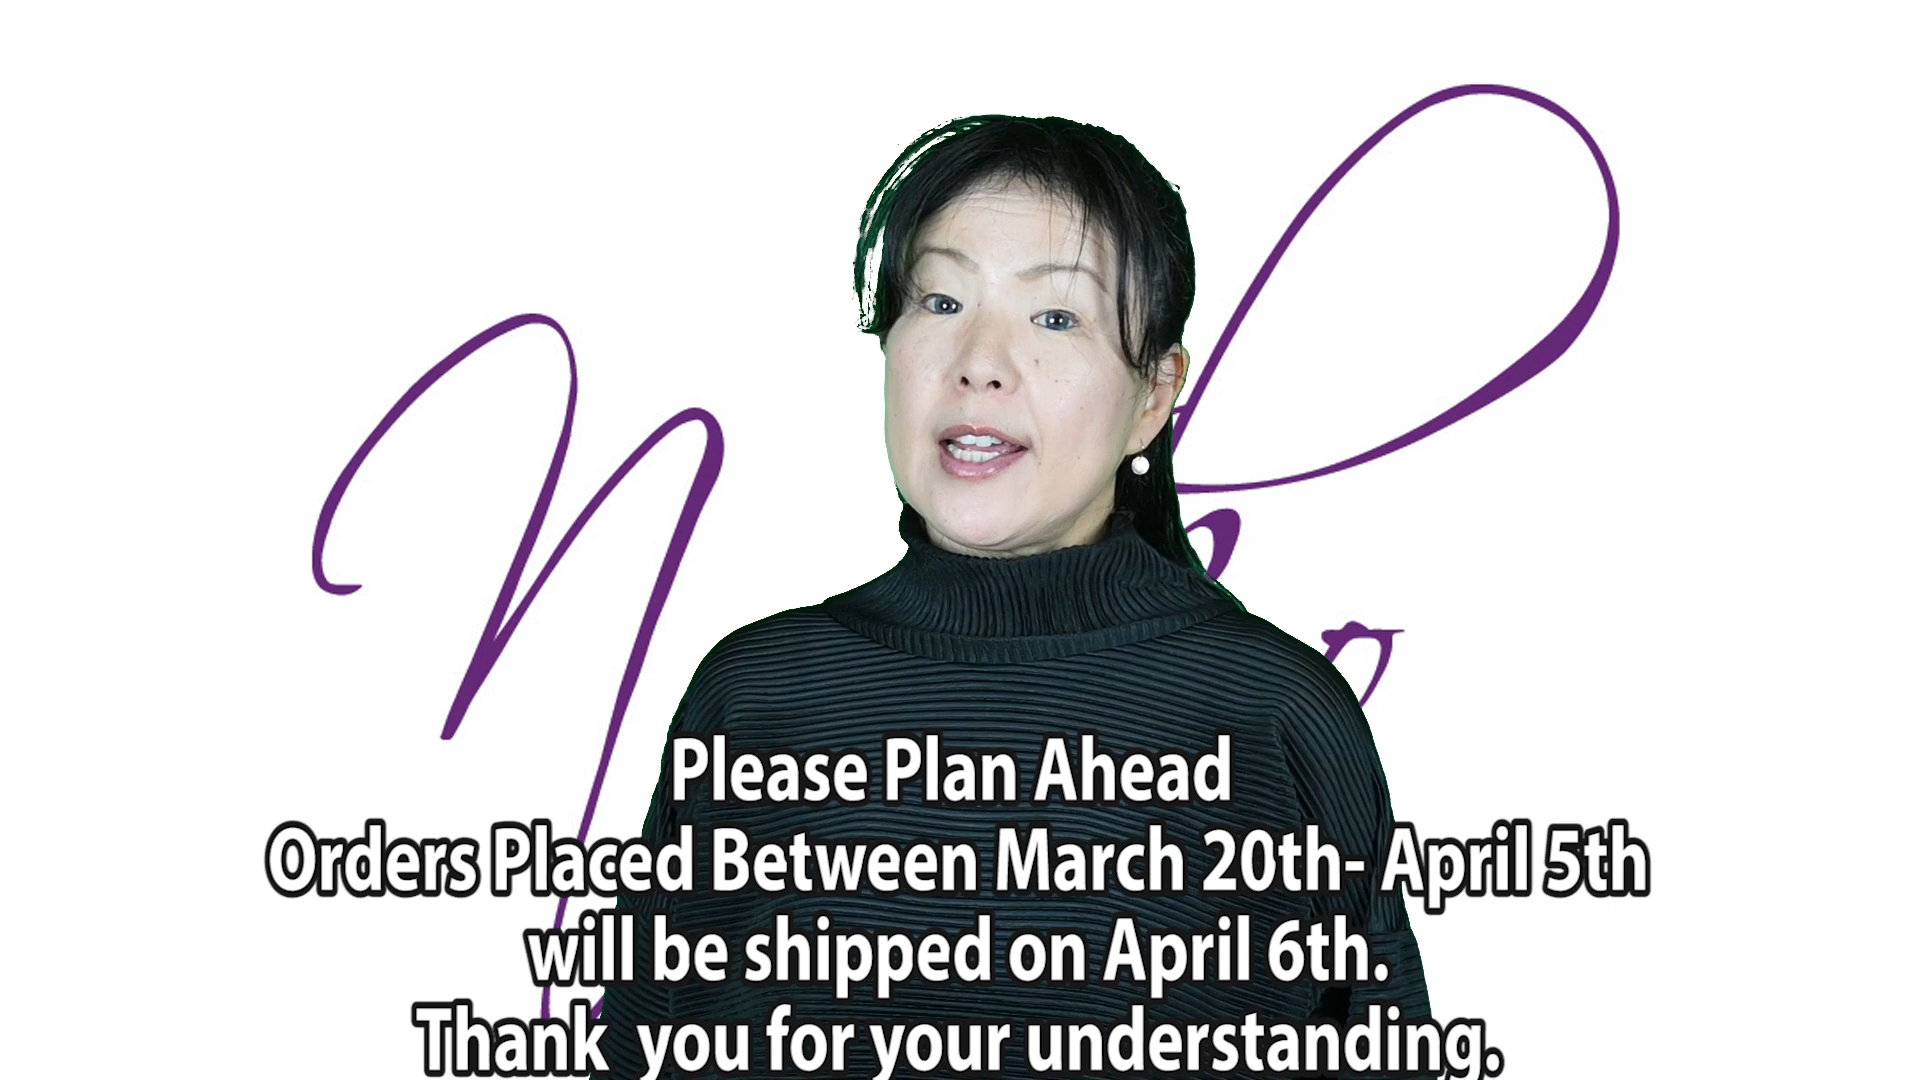 Please Plan Ahead
Orders Placed Between March 20th- April 5th
will be shipped on April 6th.
Thank  you for your understanding.